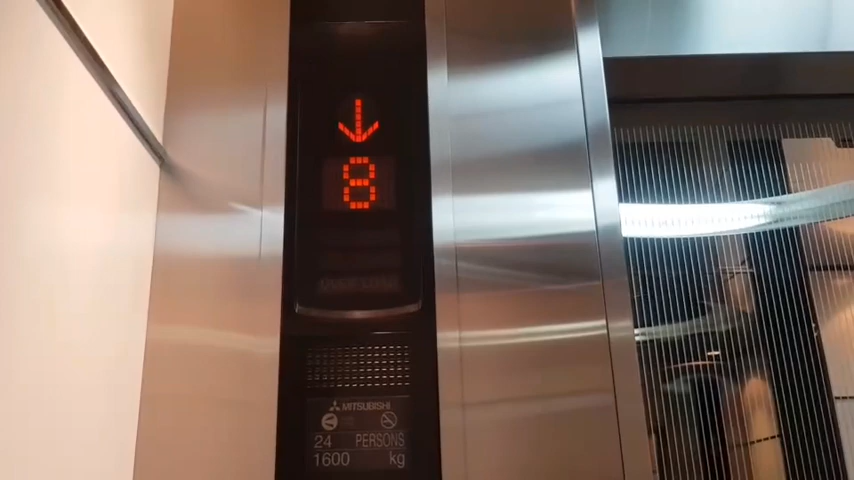 ↓
8
MITSUBISHI
24 PERSONS
1600 kg